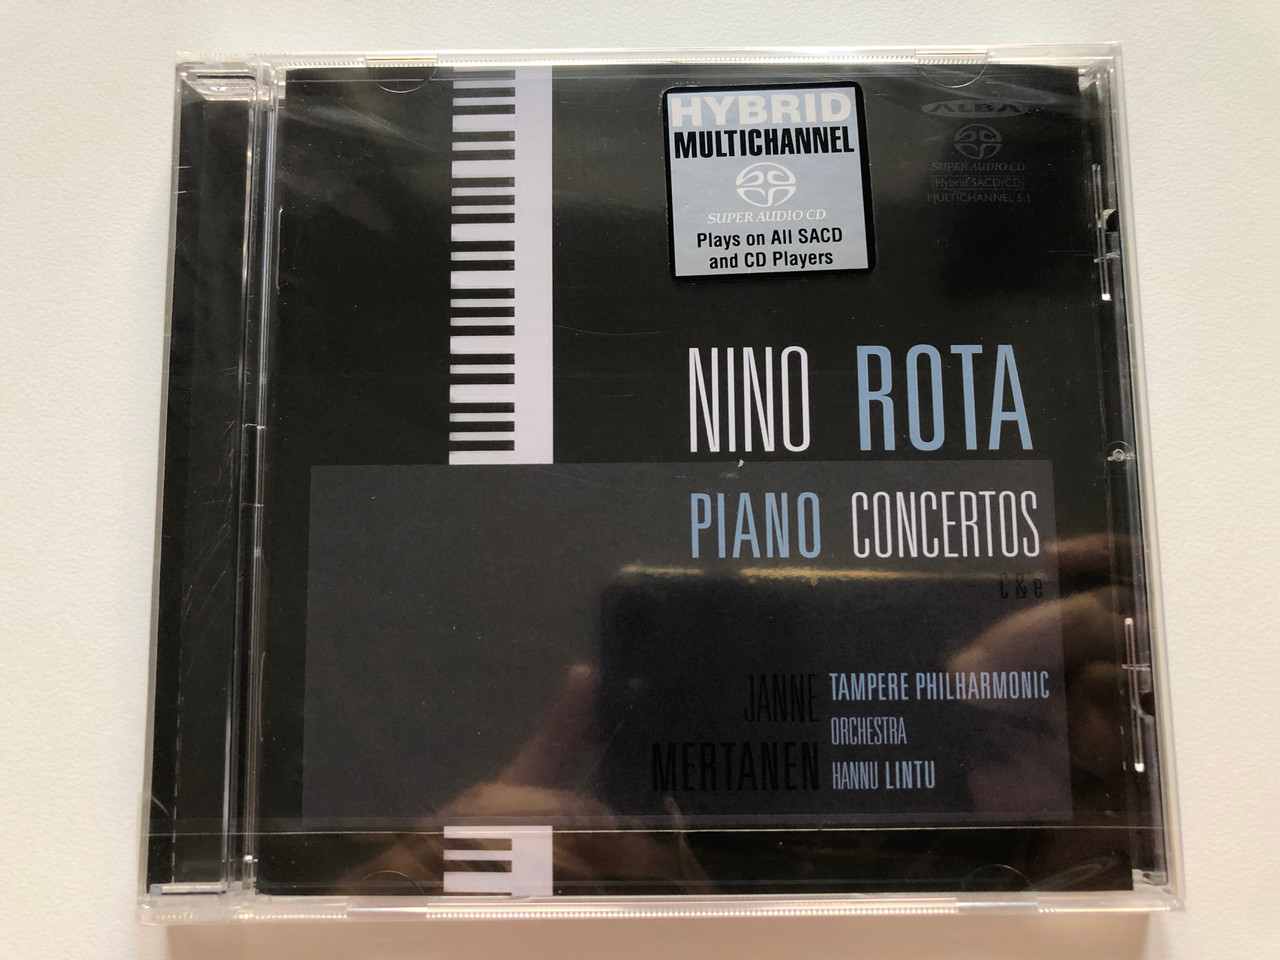 HYBRID
MULTICHANNEL
SUPER AUDIO CD
Plays on All SACD
and CD Players
ALBA
SUPER AUDIO CD
Hybrid SACD/CD
MULTICHANNEL 5.1
NINO ROTA
PIANO CONCERTOS
C & e
JANNE
MERTANEN
TAMPERE PHILHARMONIC
ORCHESTRA
HANNU LINTU